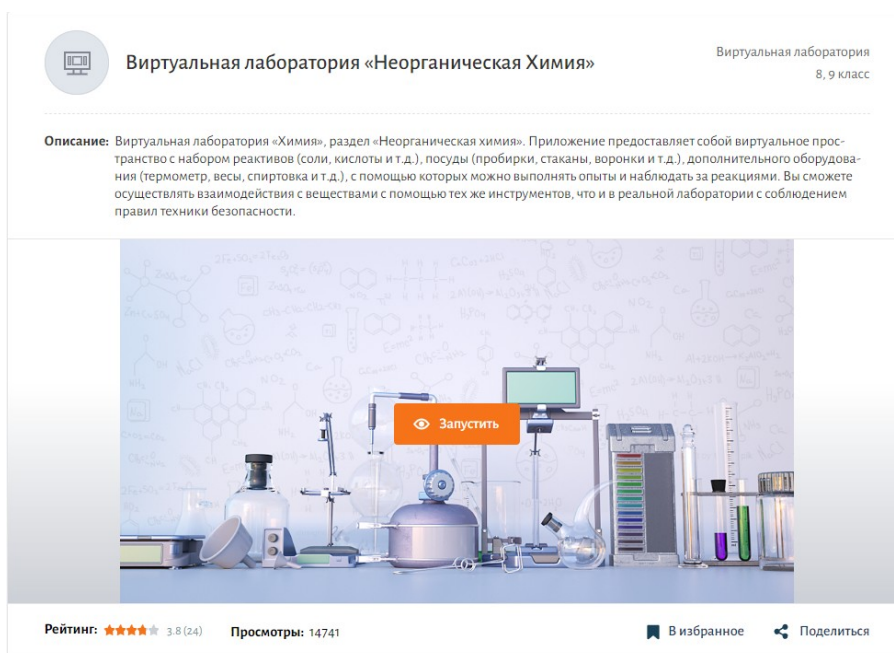 Виртуальная лаборатория «Неорганическая Химия»
Виртуальная лаборатория
8, 9 класс
Описание: Виртуальная лаборатория «Химия», раздел «Неорганическая химия». Приложение предоставляет собой виртуальное прос-
транство с набором реактивов (соли, кислоты и т.д.), посуды (пробирки, стаканы, воронки и т.д.), дополнительного оборудова-
ния (термометр, весы, спиртовка и т.д.), с помощью которых можно выполнять опыты и наблюдать за реакциями. Вы сможете
осуществлять взаимодействия с веществами с помощью тех же инструментов, что и в реальной лаборатории с соблюдением
правил техники безопасности.
Запустить
Рейтинг: 3.8 (24) Просмотры: 14741 В избранное Поделиться